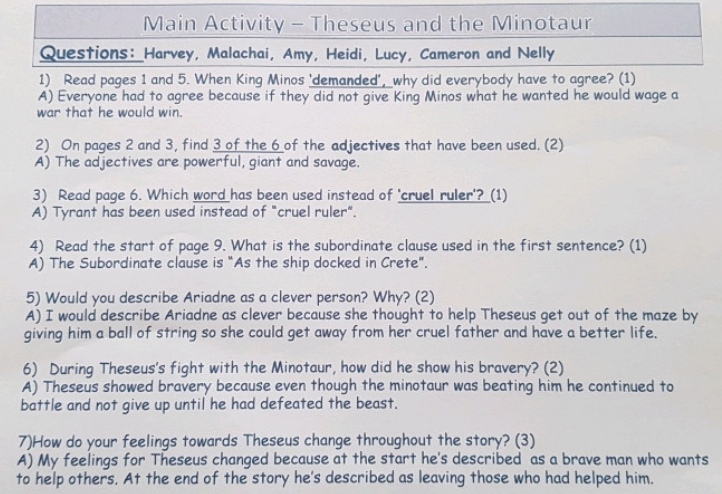 Main Activity – Theseus and the Minotaur
Questions: Harvey, Malachai, Amy, Heidi, Lucy, Cameron and Nelly
1) Read pages 1 and 5. When King Minos 'demanded', why did everybody have to agree? (1)
A) Everyone had to agree because if they did not give King Minos what he wanted he would wage a
war that he would win.
2) On pages 2 and 3, find 3 of the 6 of the adjectives that have been used. (2)
A) The adjectives are powerful, giant and savage.
3) Read page 6. Which word has been used instead of 'cruel ruler'? (1)
A) Tyrant has been used instead of "cruel ruler".
4) Read the start of page 9. What is the subordinate clause used in the first sentence? (1)
A) The Subordinate clause is "As the ship docked in Crete".
5) Would you describe Ariadne as a clever person? Why? (2)
A) I would describe Ariadne as clever because she thought to help Theseus get out of the maze by
giving him a ball of string so she could get away from her cruel father and have a better life.
6) During Theseus's fight with the Minotaur, how did he show his bravery? (2)
A) Theseus showed bravery because even though the minotaur was beating him he continued to
battle and not give up until he had defeated the beast.
7)How do your feelings towards Theseus change throughout the story? (3)
A) My feelings for Theseus changed because at the start he's described as a brave man who wants
to help others. At the end of the story he's described as leaving those who had helped him.